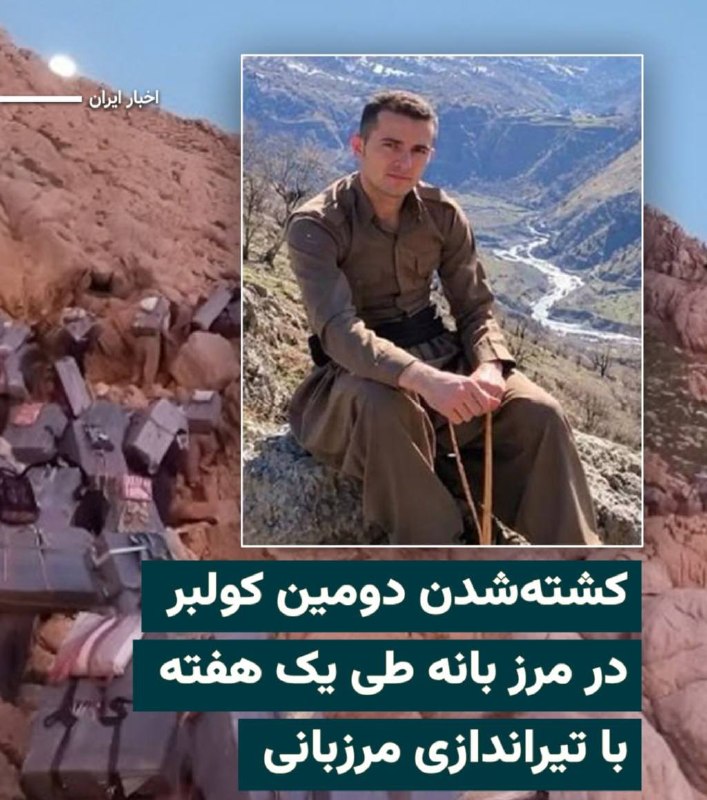 اخبار ایران
کشته‌شدن دومین کولبر
در مرز بانه طی یک هفته
با تیراندازی مرزبانی